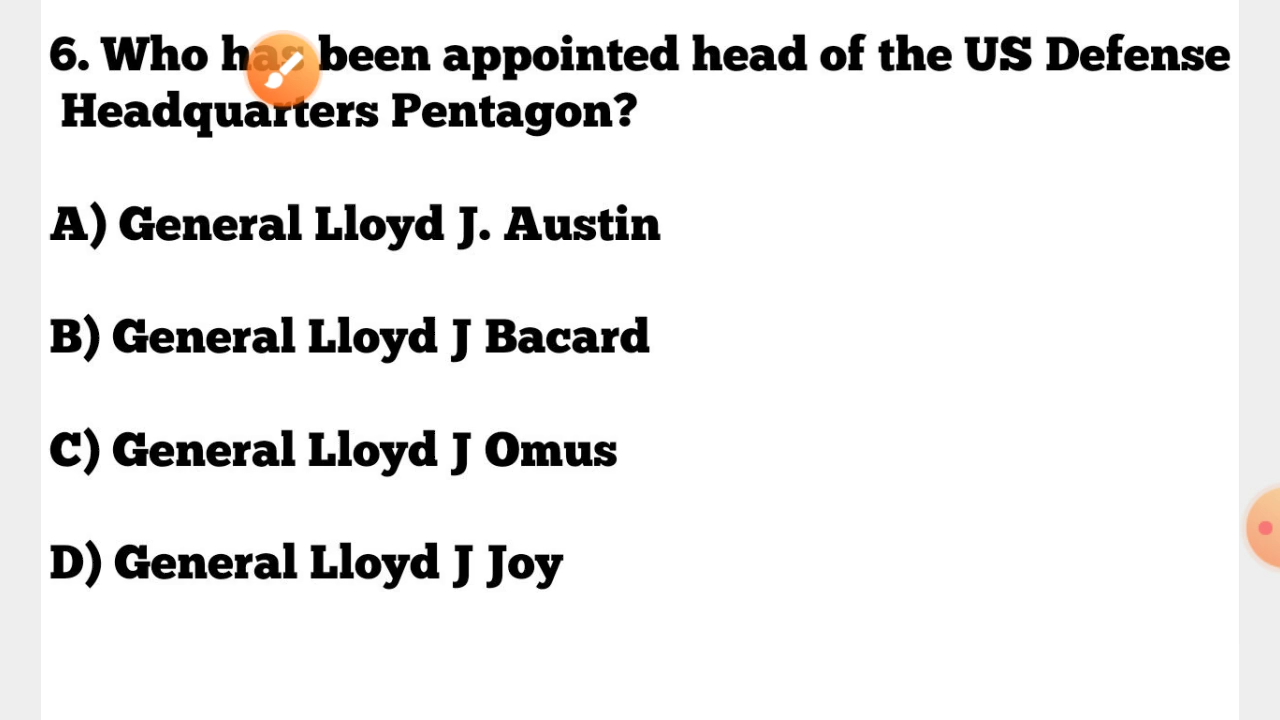 6. Who has been appointed head of the US Defense
Headquarters Pentagon?
A) General Lloyd J. Austin
B) General Lloyd J Bacard
C) General Lloyd J Omus
D) General Lloyd J Joy